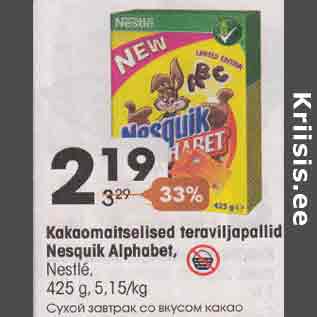 Nestlé
NEW
LIMITED EDITION
ABC
Nesquik
ALPHABET
425 g e
2 19
3 29
33%
Kakaomaitselised teraviljapallid
Nesquik Alphabet,
Nestlé,
425 g, 5,15/kg
Сухой завтрак со вкусом какао
Kriisis.ee